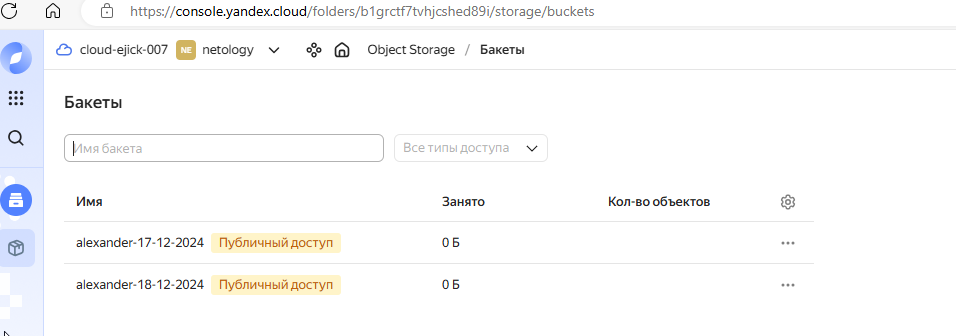 https://console.yandex.cloud/folders/b1grctf7tvhjcshed89i/storage/buckets
cloud-ejick-007 NE netology Object Storage / Бакеты
Бакеты
Имя бакета Все типы доступа
Имя Занято Кол-во объектов
alexander-17-12-2024 Публичный доступ 0 Б
alexander-18-12-2024 Публичный доступ 0 Б